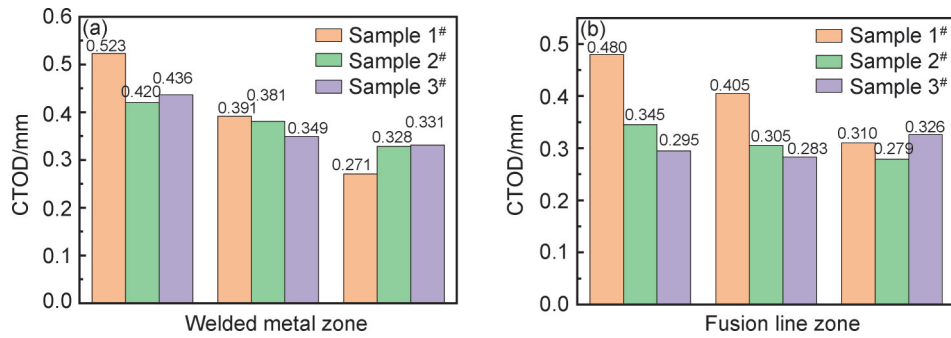 (a)
Sample 1#
Sample 2#
Sample 3#
CTOD/mm
0.6
0.5
0.4
0.3
0.2
0.1
0.0
0.523
0.420
0.436
0.391
0.381
0.349
0.271
0.328
0.331
Welded metal zone
(b)
Sample 1#
Sample 2#
Sample 3#
CTOD/mm
0.5
0.4
0.3
0.2
0.1
0.0
0.480
0.345
0.295
0.405
0.305
0.283
0.310
0.279
0.326
Fusion line zone